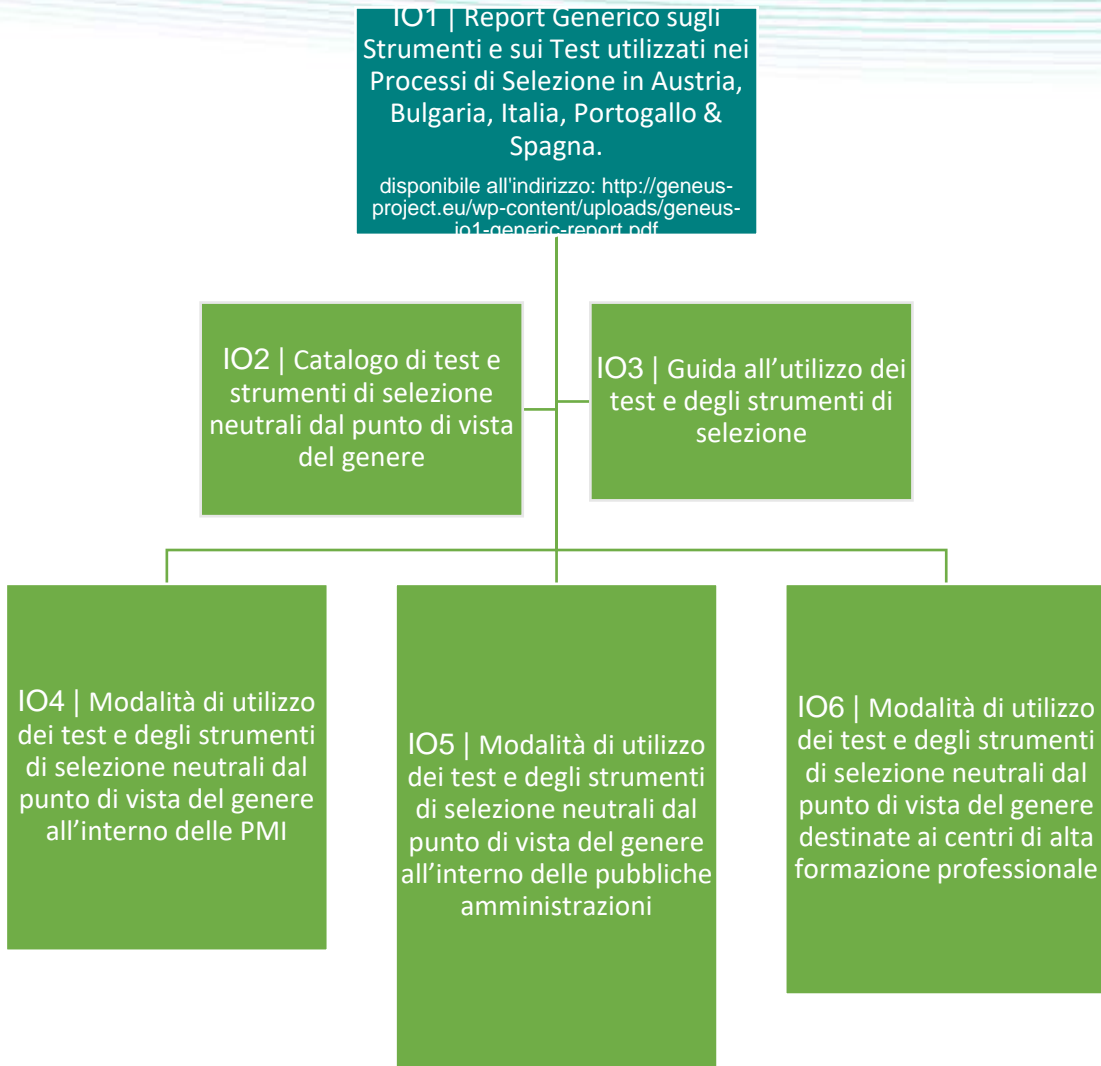 IO1 | Report Generico sugli
Strumenti e sui Test utilizzati nei
Processi di Selezione in Austria,
Bulgaria, Italia, Portogallo &
Spagna.
disponibile all'indirizzo: http://geneus-
project.eu/wp-content/uploads/geneus-
io1-generic-report.pdf
IO2 | Catalogo di test e
strumenti di selezione
neutrali dal punto di vista
del genere
IO3 | Guida all’utilizzo dei
test e degli strumenti di
selezione
IO4 | Modalità di utilizzo
dei test e degli strumenti
di selezione neutrali dal
punto di vista del genere
all’interno delle PMI
IO5 | Modalità di utilizzo
dei test e degli strumenti
di selezione neutrali dal
punto di vista del genere
all’interno delle pubbliche
amministrazioni
IO6 | Modalità di utilizzo
dei test e degli strumenti
di selezione neutrali dal
punto di vista del genere
destinate ai centri di alta
formazione professionale